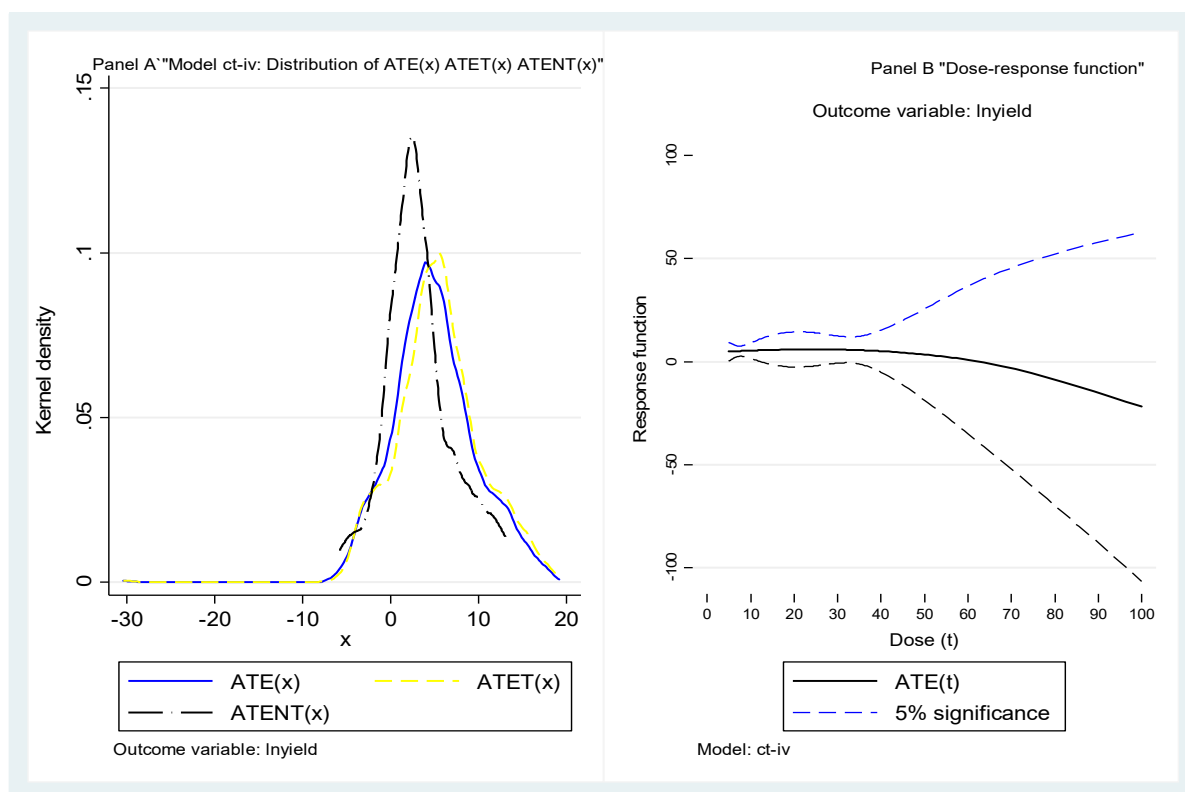 Panel A`"Model ct-iv: Distribution of ATE(x) ATET(x) ATENT(x)"
Kernel density
.15
.1
.05
0
-30 -20 -10 0 10 20
x
ATE(x) ATET(x)
ATENT(x)
Outcome variable: lnyield
Panel B "Dose-response function"
Outcome variable: lnyield
Response function
100
50
0
-50
-100
0 10 20 30 40 50 60 70 80 90 100
Dose (t)
ATE(t)
5% significance
Model: ct-iv